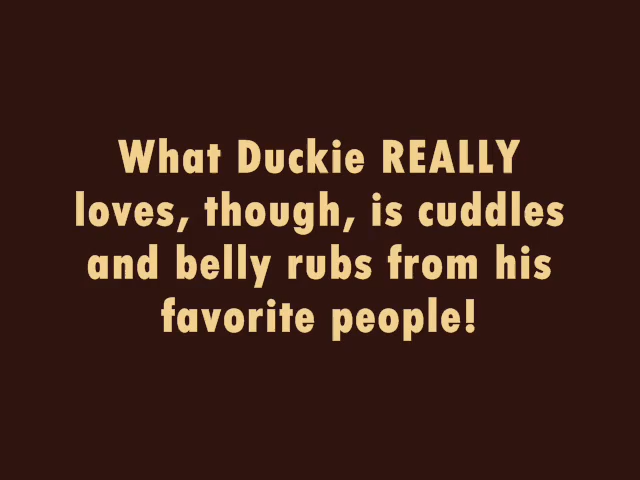 What Duckie REALLY
loves, though, is cuddles
and belly rubs from his
favorite people!